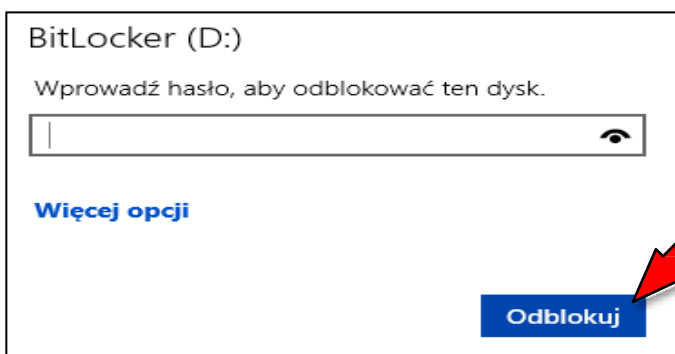 BitLocker (D:)
Wprowadź hasło, aby odblokować ten dysk.
Więcej opcji
Odblokuj